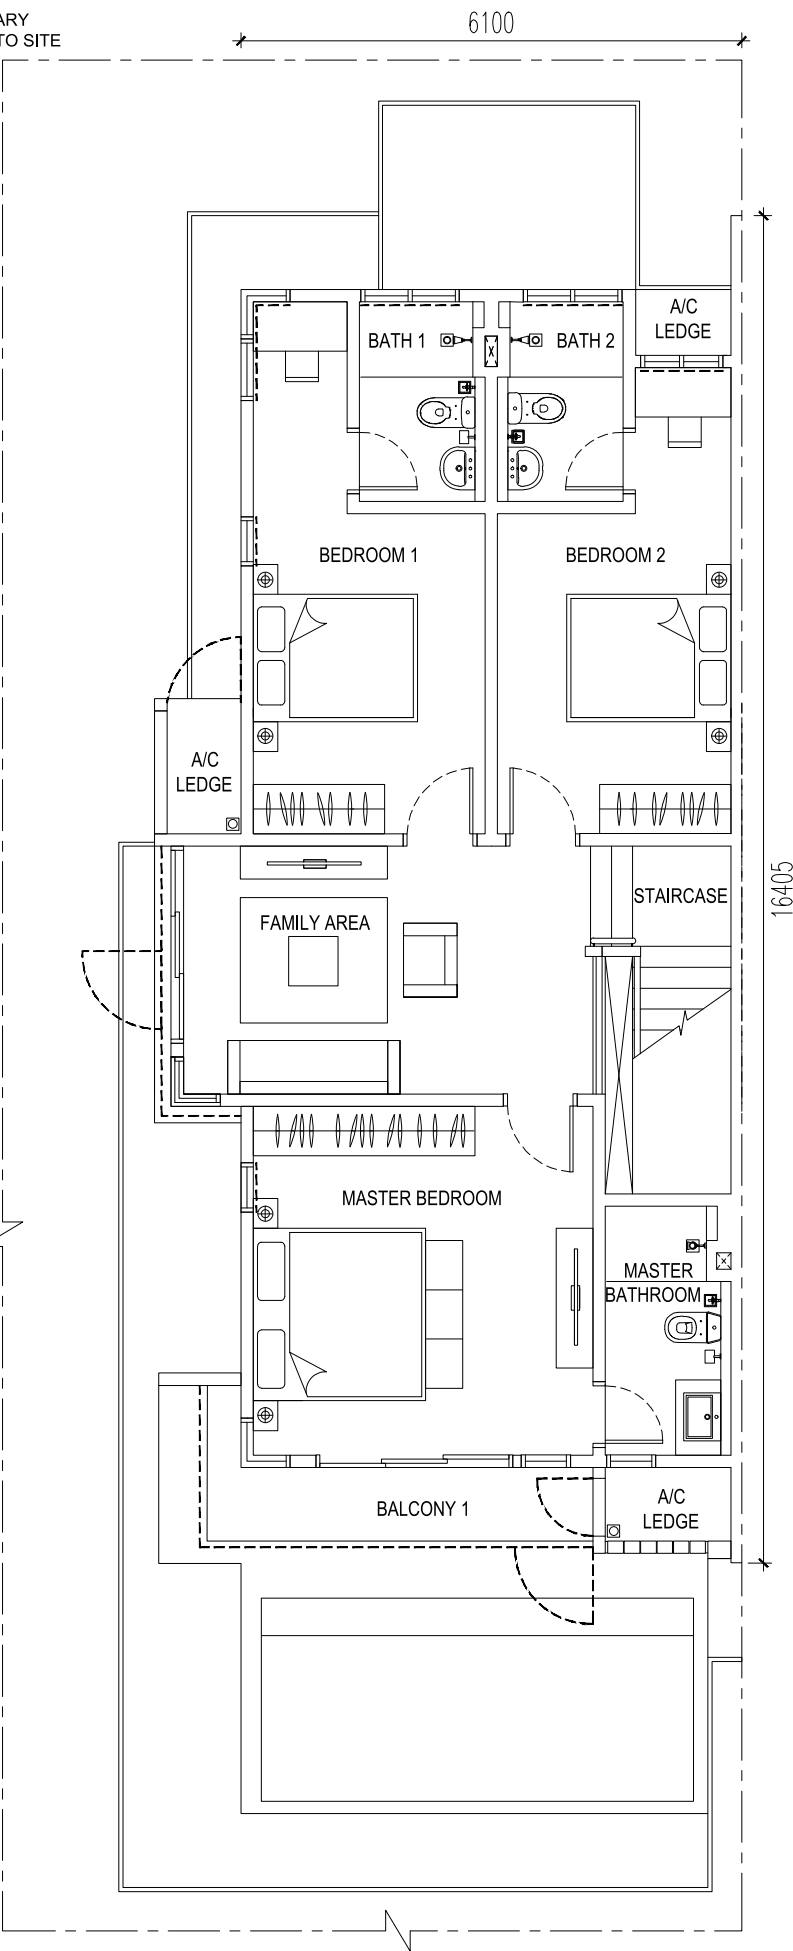 ARY
TO SITE
6100
A/C
LEDGE
BATH 1
BATH 2
BEDROOM 1
BEDROOM 2
A/C
LEDGE
STAIRCASE
16405
FAMILY AREA
MASTER BEDROOM
MASTER
BATHROOM
BALCONY 1
A/C
LEDGE